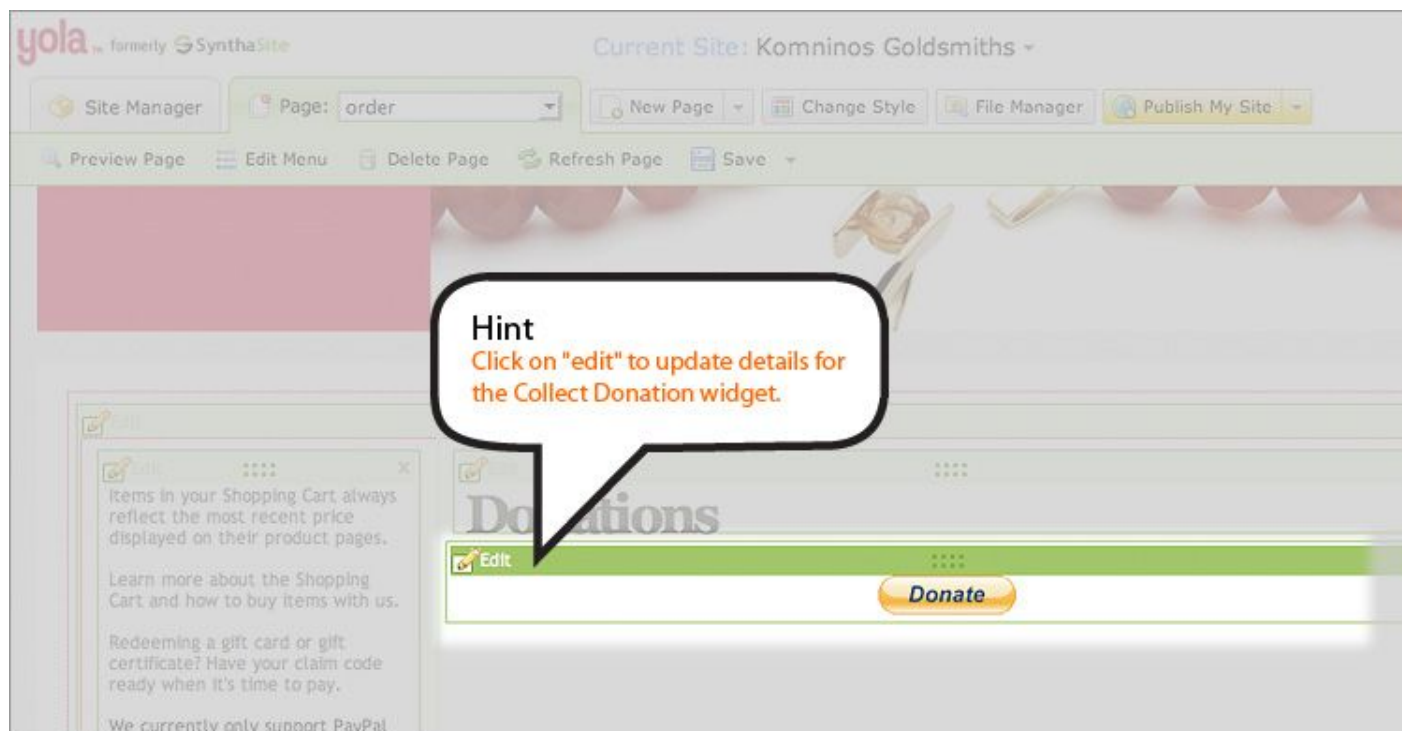 yola formerly SynthaSite
Current Site: Komninos Goldsmiths
Site Manager
Page: order
New Page
Change Style
File Manager
Publish My Site
Preview Page
Edit Menu
Delete Page
Refresh Page
Save
Hint
Click on "edit" to update details for
the Collect Donation widget.
Edit
Edit
Items in your Shopping Cart always
reflect the most recent price
displayed on their product pages.
Learn more about the Shopping
Cart and how to buy items with us.
Redeeming a gift card or gift
certificate? Have your claim code
ready when it's time to pay.
We currently only support PayPal
Edit
Donations
Edit
Donate